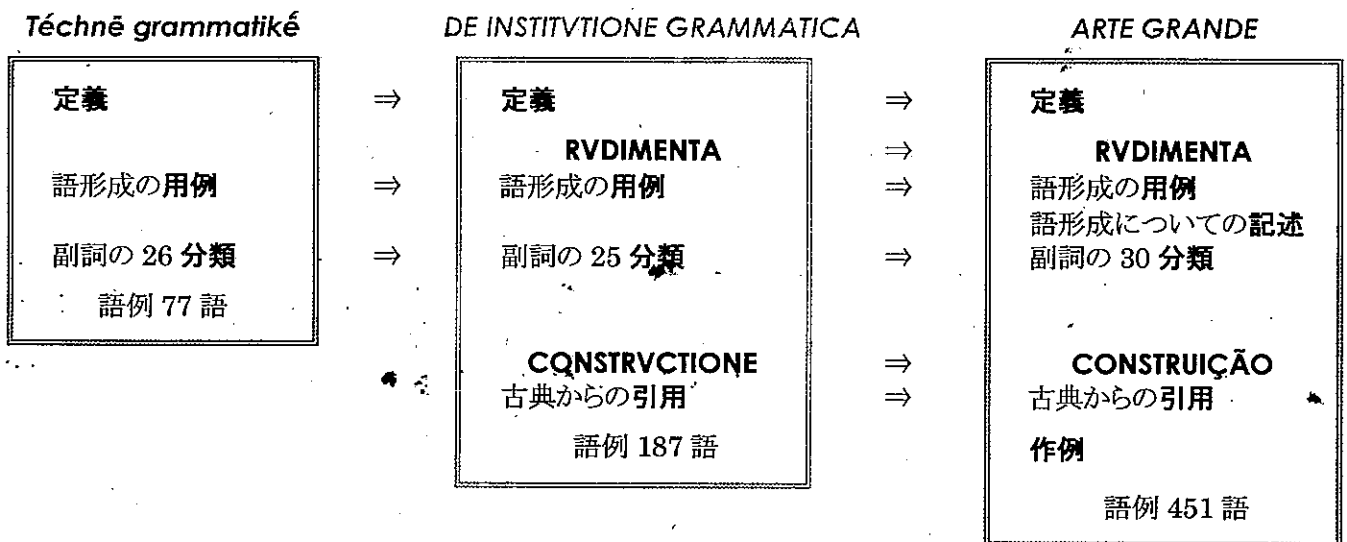 Téchnē grammatikḗ
DE INSTITVTIONE GRAMMATICA
ARTE GRANDE
定義
⇒
定義
⇒
定義
RVDIMENTA
⇒
RVDIMENTA
語形成の用例
⇒
語形成の用例
⇒
語形成の用例
語形成についての記述
副詞の 26 分類
⇒
副詞の 25 分類
⇒
副詞の 30 分類
語例 77 語
CONSTRVCTIONE
⇒
CONSTRUIÇÃO
古典からの引用
⇒
古典からの引用
語例 187 語
作例
語例 451 語